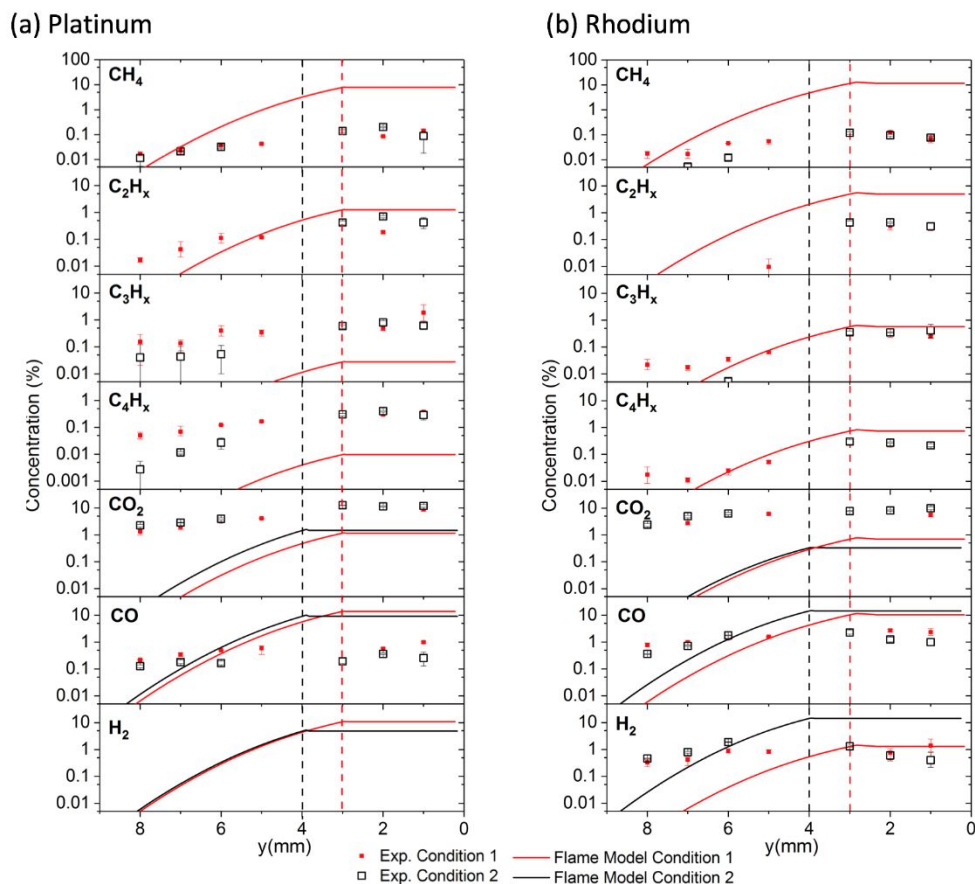 (a) Platinum
(b) Rhodium
Concentration (%)
CH₄
100
10
1
0.1
0.01
C₂Hₓ
10
1
0.1
0.01
C₃Hₓ
10
1
0.1
0.01
C₄Hₓ
1
0.1
0.01
0.001
CO₂
10
1
0.1
0.01
CO
10
1
0.1
0.01
H₂
10
1
0.1
0.01
8 6 4 2 0
y(mm)
Concentration (%)
CH₄
100
10
1
0.1
0.01
C₂Hₓ
10
1
0.1
0.01
C₃Hₓ
10
1
0.1
0.01
C₄Hₓ
10
1
0.1
0.01
CO₂
10
1
0.1
0.01
CO
10
1
0.1
0.01
H₂
10
1
0.1
0.01
8 6 4 2 0
y(mm)
Exp. Condition 1 Flame Model Condition 1
Exp. Condition 2 Flame Model Condition 2